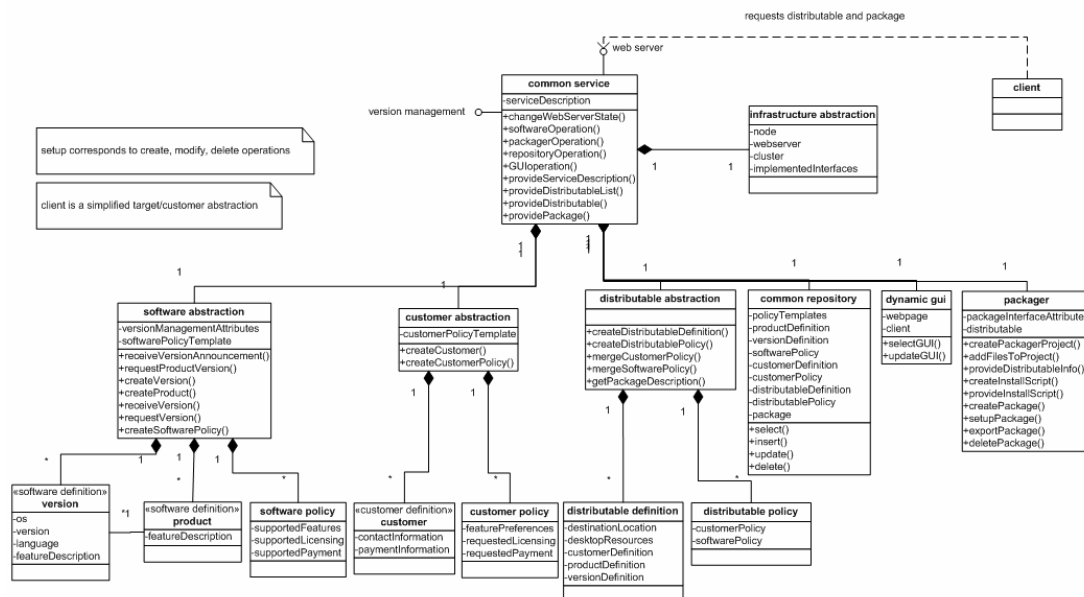 requests distributable and package
web server
common service
-serviceDescription
+changeWebServerState()
+softwareOperation()
+packagerOperation()
+repositoryOperation()
+GUIoperation()
+provideServiceDescription()
+provideDistributableList()
+provideDistributable()
+providePackage()
client
version management
infrastructure abstraction
-node
-webserver
-cluster
-implementedInterfaces
setup corresponds to create, modify, delete operations
client is a simplified target/customer abstraction
1
1
1
1
1
1
1
1
1
1
software abstraction
-versionManagementAttributes
-softwarePolicyTemplate
+receiveVersionAnnouncement()
+requestProductVersion()
+createVersion()
+createProduct()
+receiveVersion()
+requestVersion()
+createSoftwarePolicy()
customer abstraction
-customerPolicyTemplate
+createCustomer()
+createCustomerPolicy()
distributable abstraction
+createDistributableDefinition()
+createDistributablePolicy()
+mergeCustomerPolicy()
+mergeSoftwarePolicy()
+getPackageDescription()
common repository
-policyTemplates
-productDefinition
-versionDefinition
-softwarePolicy
-customerDefinition
-customerPolicy
-distributableDefinition
-distributablePolicy
-package
+select()
+insert()
+update()
+delete()
dynamic gui
-webpage
-client
+selectGUI()
+updateGUI()
packager
-packageInterfaceAttribute
-distributable
+createPackagerProject()
+addFilesToProject()
+provideDistributableInfo()
+createInstallScript()
+provideInstallScript()
+createPackage()
+setupPackage()
+exportPackage()
+deletePackage()
1
1
1
1
1
1
1
*
*
*
*
*
*
*
«software definition»
version
-os
-version
-language
-featureDescription
*1
«software definition»
product
-featureDescription
software policy
-supportedFeatures
-supportedLicensing
-supportedPayment
«customer definition»
customer
-contactInformation
-paymentInformation
customer policy
-featurePreferences
-requestedLicensing
-requestedPayment
distributable definition
-destinationLocation
-desktopResources
-customerDefinition
-productDefinition
-versionDefinition
distributable policy
-customerPolicy
-softwarePolicy